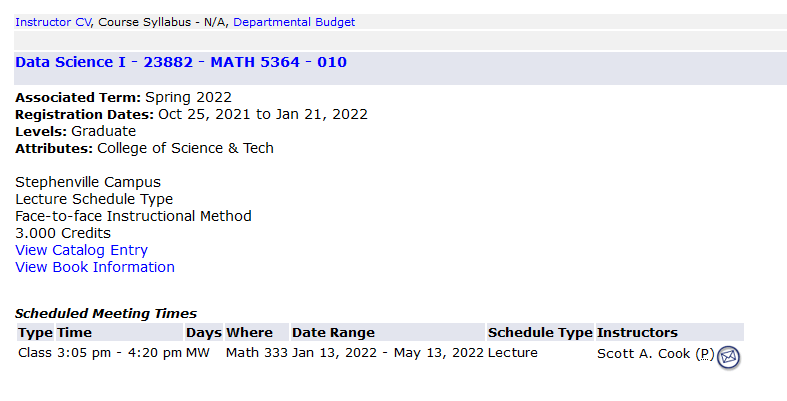 Instructor CV, Course Syllabus - N/A, Departmental Budget
Data Science I - 23882 - MATH 5364 - 010
Associated Term: Spring 2022
Registration Dates: Oct 25, 2021 to Jan 21, 2022
Levels: Graduate
Attributes: College of Science & Tech
Stephenville Campus
Lecture Schedule Type
Face-to-face Instructional Method
3.000 Credits
View Catalog Entry
View Book Information
Scheduled Meeting Times
Type Time Days Where Date Range Schedule Type Instructors
Class 3:05 pm - 4:20 pm MW Math 333 Jan 13, 2022 - May 13, 2022 Lecture Scott A. Cook (P)